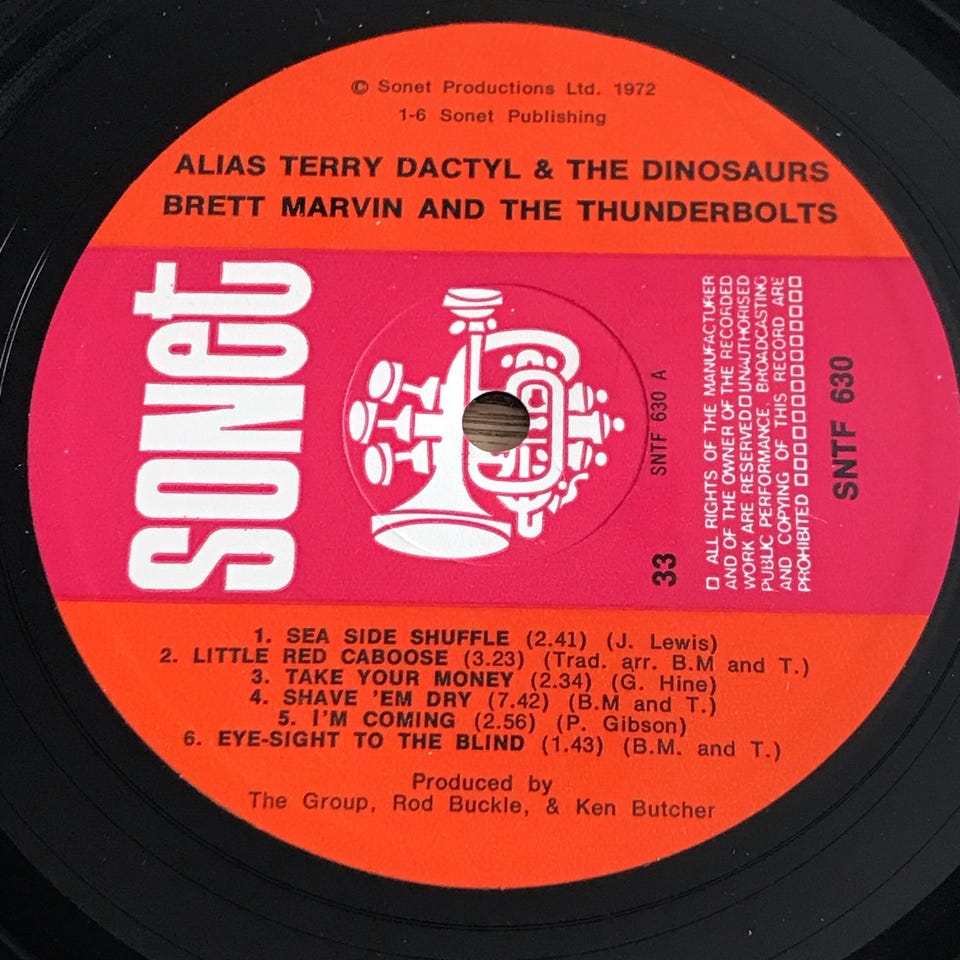 © Sonet Productions Ltd. 1972
1-6 Sonet Publishing
ALIAS TERRY DACTYL & THE DINOSAURS
BRETT MARVIN AND THE THUNDERBOLTS
sonet
SNTF 630 A
33
□ ALL RIGHTS OF THE MANUFACTURER
AND OF THE OWNER OF THE RECORDED
WORK ARE RESERVED□UNAUTHORISED
PUBLIC PERFORMANCE, BROADCASTING
AND COPYING OF THIS RECORD ARE
PROHIBITED □□□□□□□□□□□□□
SNTF 630
1. SEA SIDE SHUFFLE (2.41) (J. Lewis)
2. LITTLE RED CABOOSE (3.23) (Trad. arr. B.M and T.)
3. TAKE YOUR MONEY (2.34) (G. Hine)
4. SHAVE 'EM DRY (7.42) (B.M and T.)
5. I'M COMING (2.56) (P. Gibson)
6. EYE-SIGHT TO THE BLIND (1.43) (B.M. and T.)
Produced by
The Group, Rod Buckle, & Ken Butcher